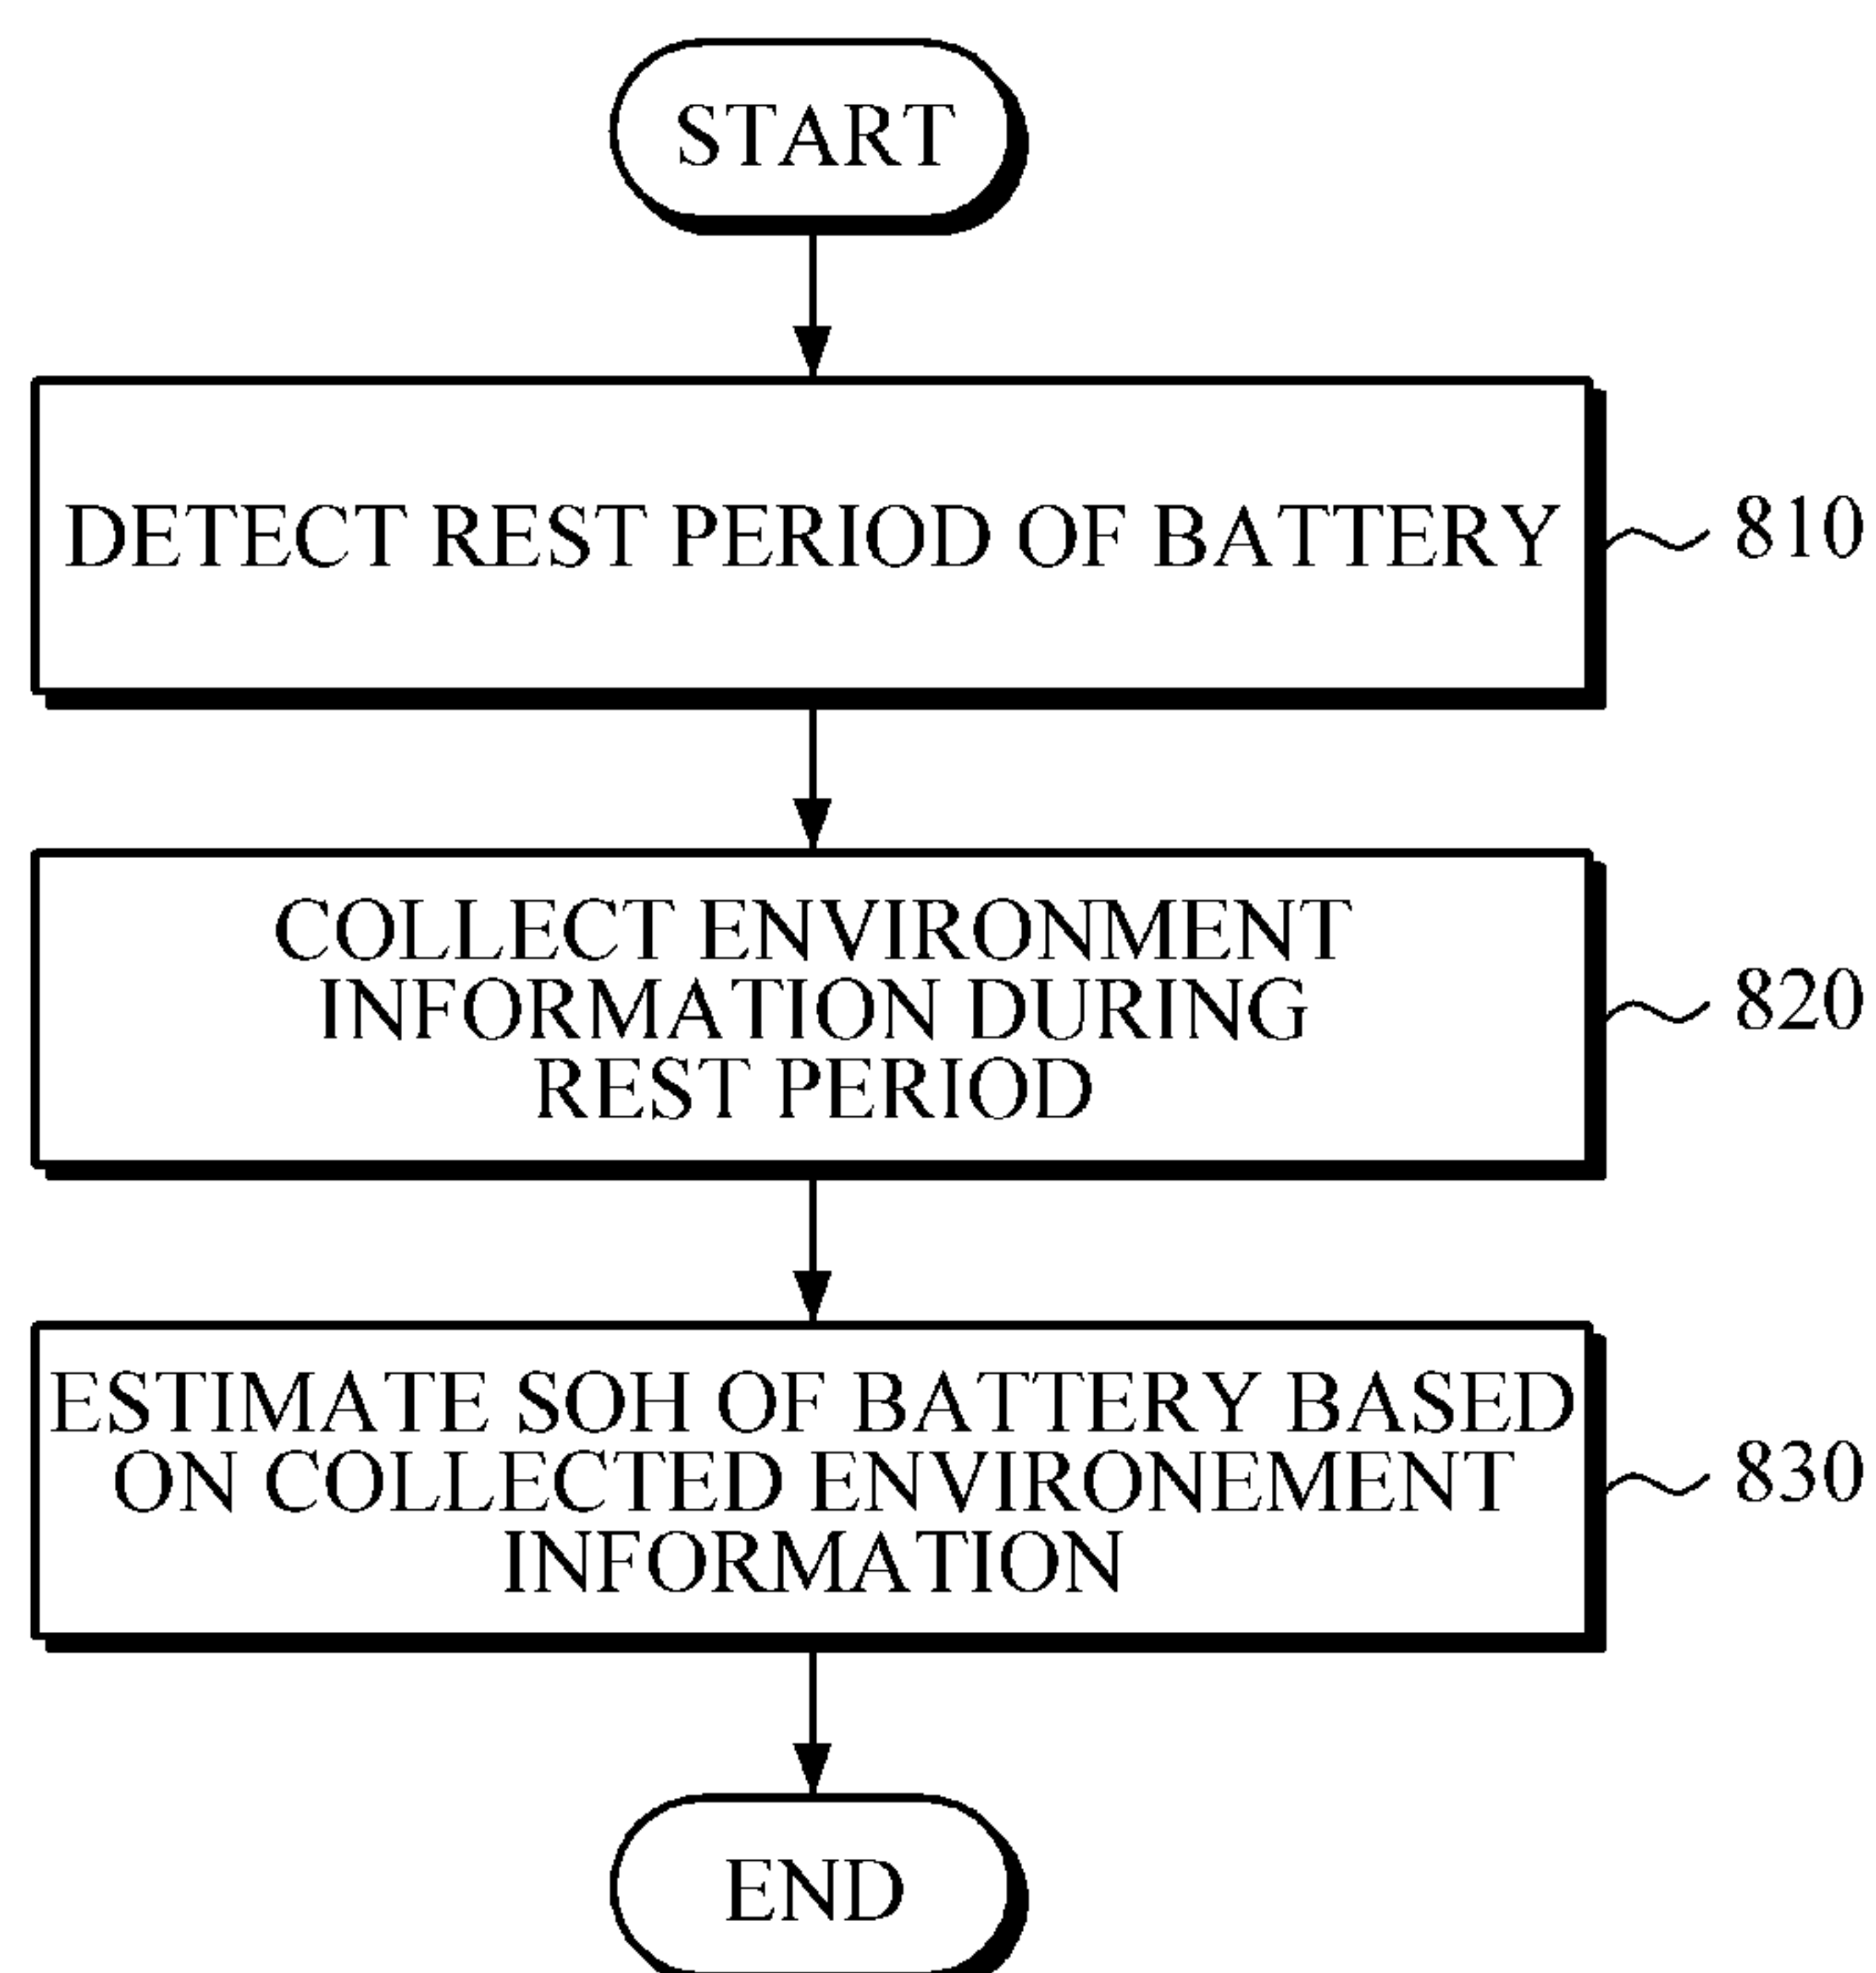 START
DETECT REST PERIOD OF BATTERY
810
COLLECT ENVIRONMENT
INFORMATION DURING
REST PERIOD
820
ESTIMATE SOH OF BATTERY BASED
ON COLLECTED ENVIRONEMENT
INFORMATION
830
END